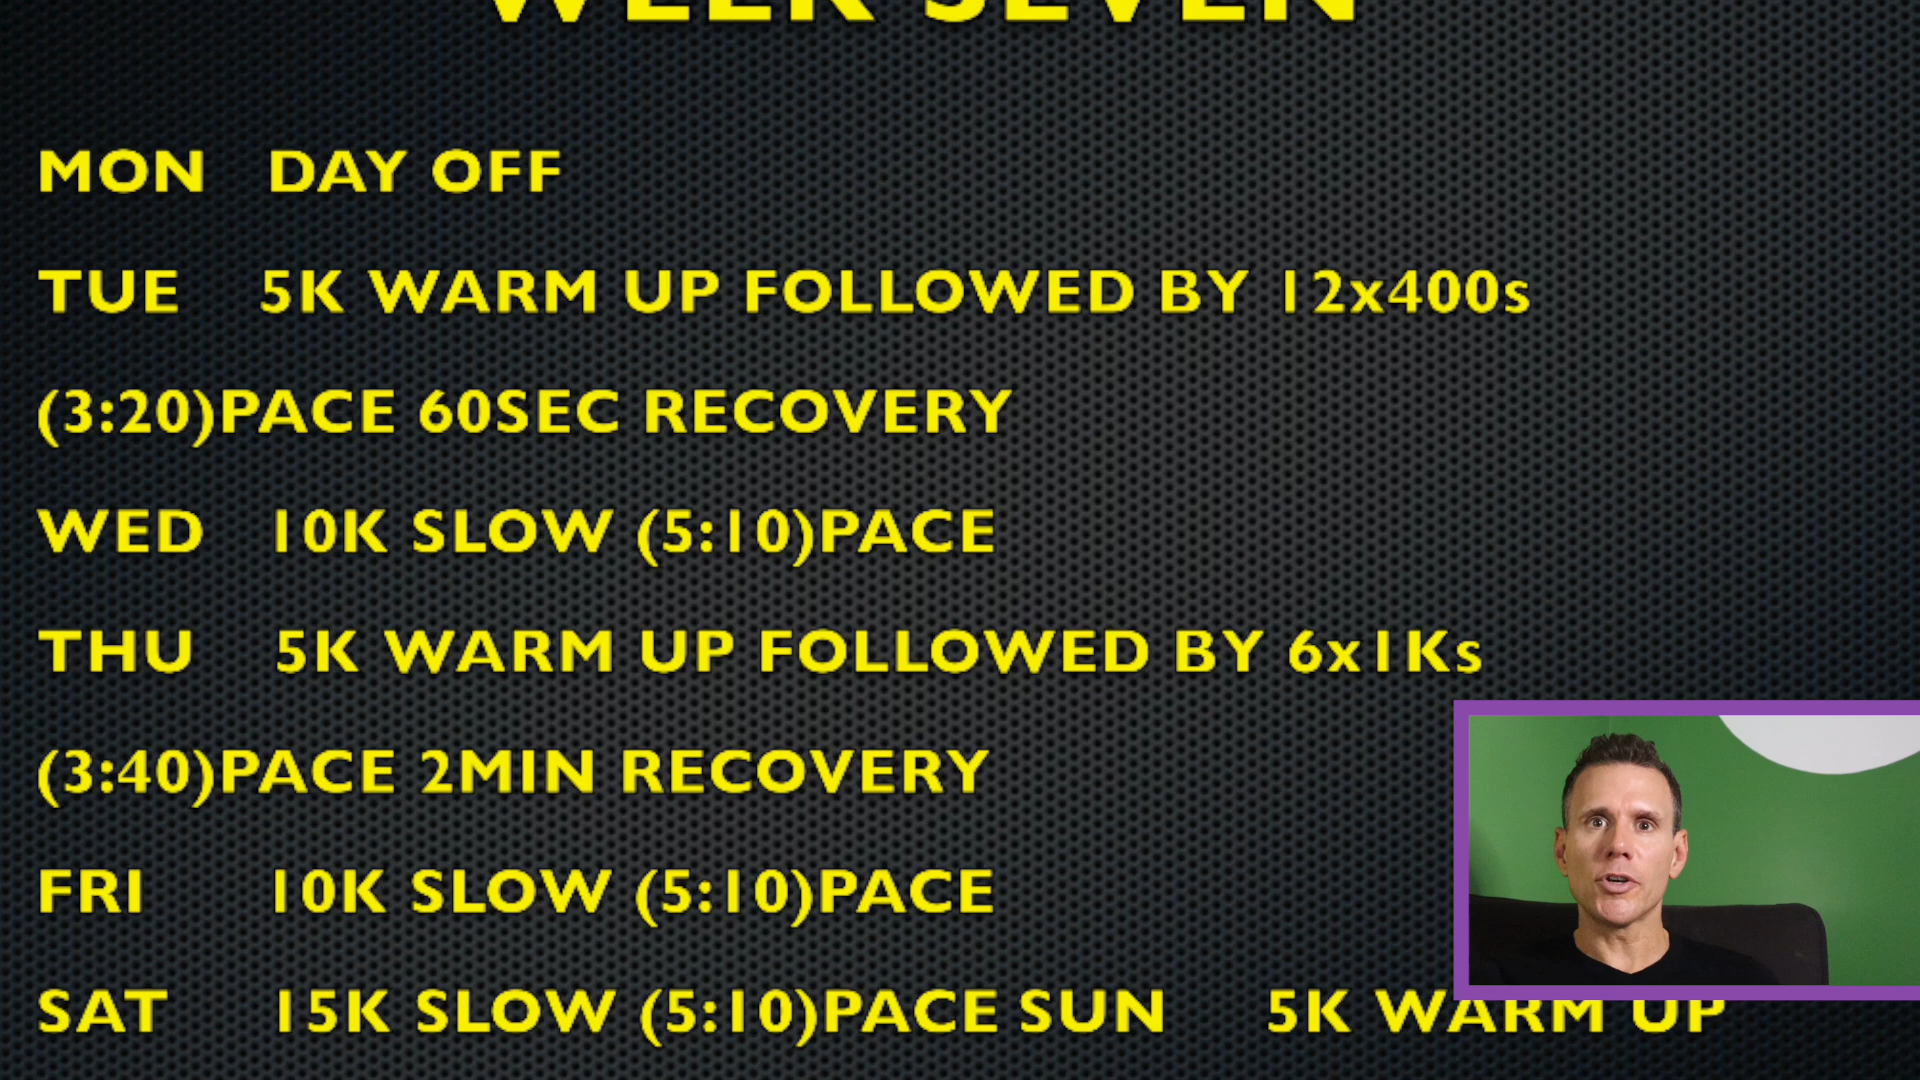 WEEK SEVEN
MON DAY OFF
TUE 5K WARM UP FOLLOWED BY 12x400s
(3:20)PACE 60SEC RECOVERY
WED 10K SLOW (5:10)PACE
THU 5K WARM UP FOLLOWED BY 6x1Ks
(3:40)PACE 2MIN RECOVERY
FRI 10K SLOW (5:10)PACE
SAT 15K SLOW (5:10)PACE SUN 5K WARM UP